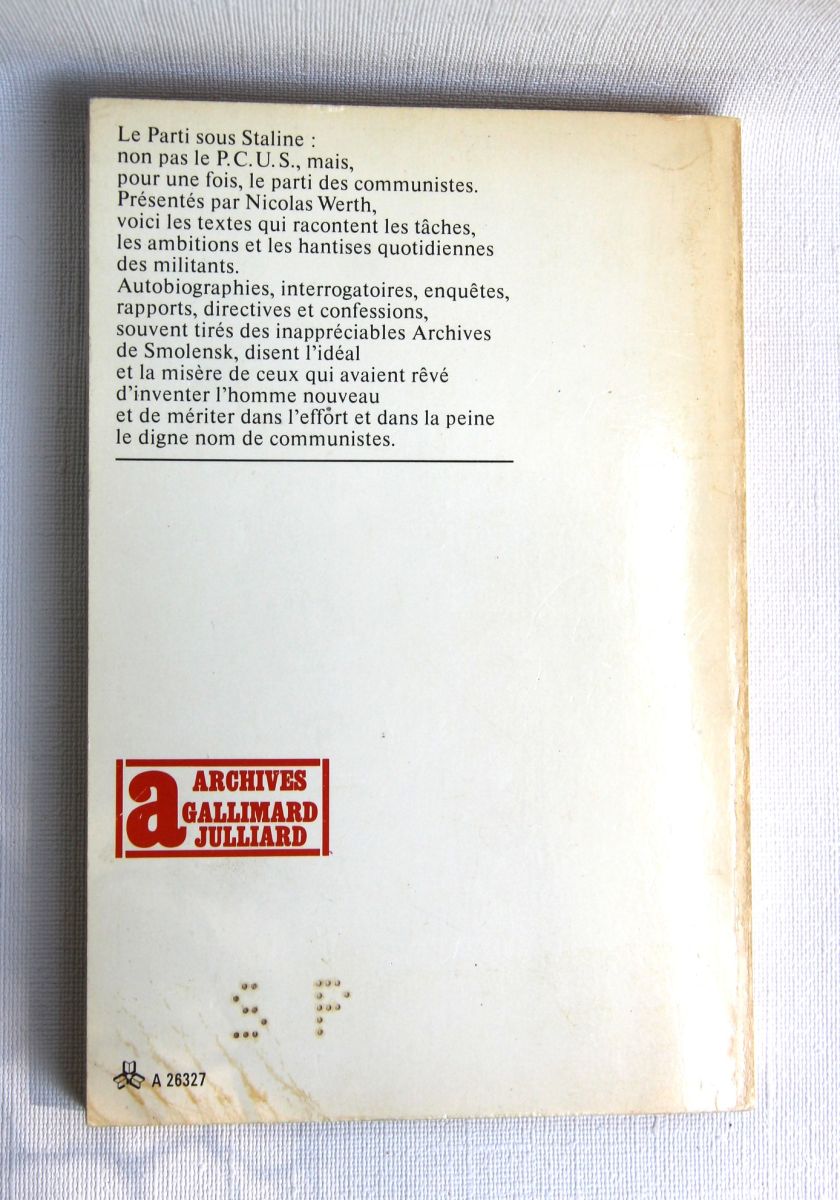 Le Parti sous Staline :
non pas le P.C.U.S., mais,
pour une fois, le parti des communistes.
Présentés par Nicolas Werth,
voici les textes qui racontent les tâches,
les ambitions et les hantises quotidiennes
des militants.
Autobiographies, interrogatoires, enquêtes,
rapports, directives et confessions,
souvent tirés des inappréciables Archives
de Smolensk, disent l'idéal
et la misère de ceux qui avaient rêvé
d'inventer l'homme nouveau
et de mériter dans l'effort et dans la peine
le digne nom de communistes.
a
ARCHIVES
GALLIMARD
JULLIARD
S P
A 26327